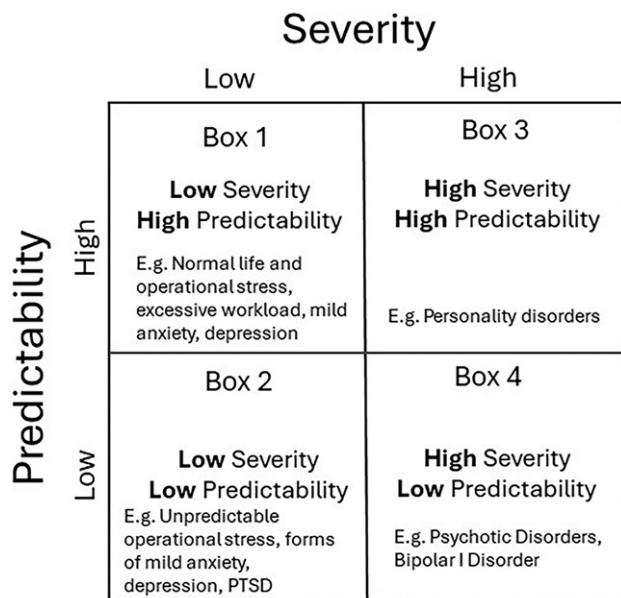 Severity
Low
High
Predictability
High
Low
Box 1
Low Severity
High Predictability
E.g. Normal life and
operational stress,
excessive workload, mild
anxiety, depression
Box 3
High Severity
High Predictability
E.g. Personality disorders
Box 2
Low Severity
Low Predictability
E.g. Unpredictable
operational stress, forms
of mild anxiety,
depression, PTSD
Box 4
High Severity
Low Predictability
E.g. Psychotic Disorders,
Bipolar I Disorder